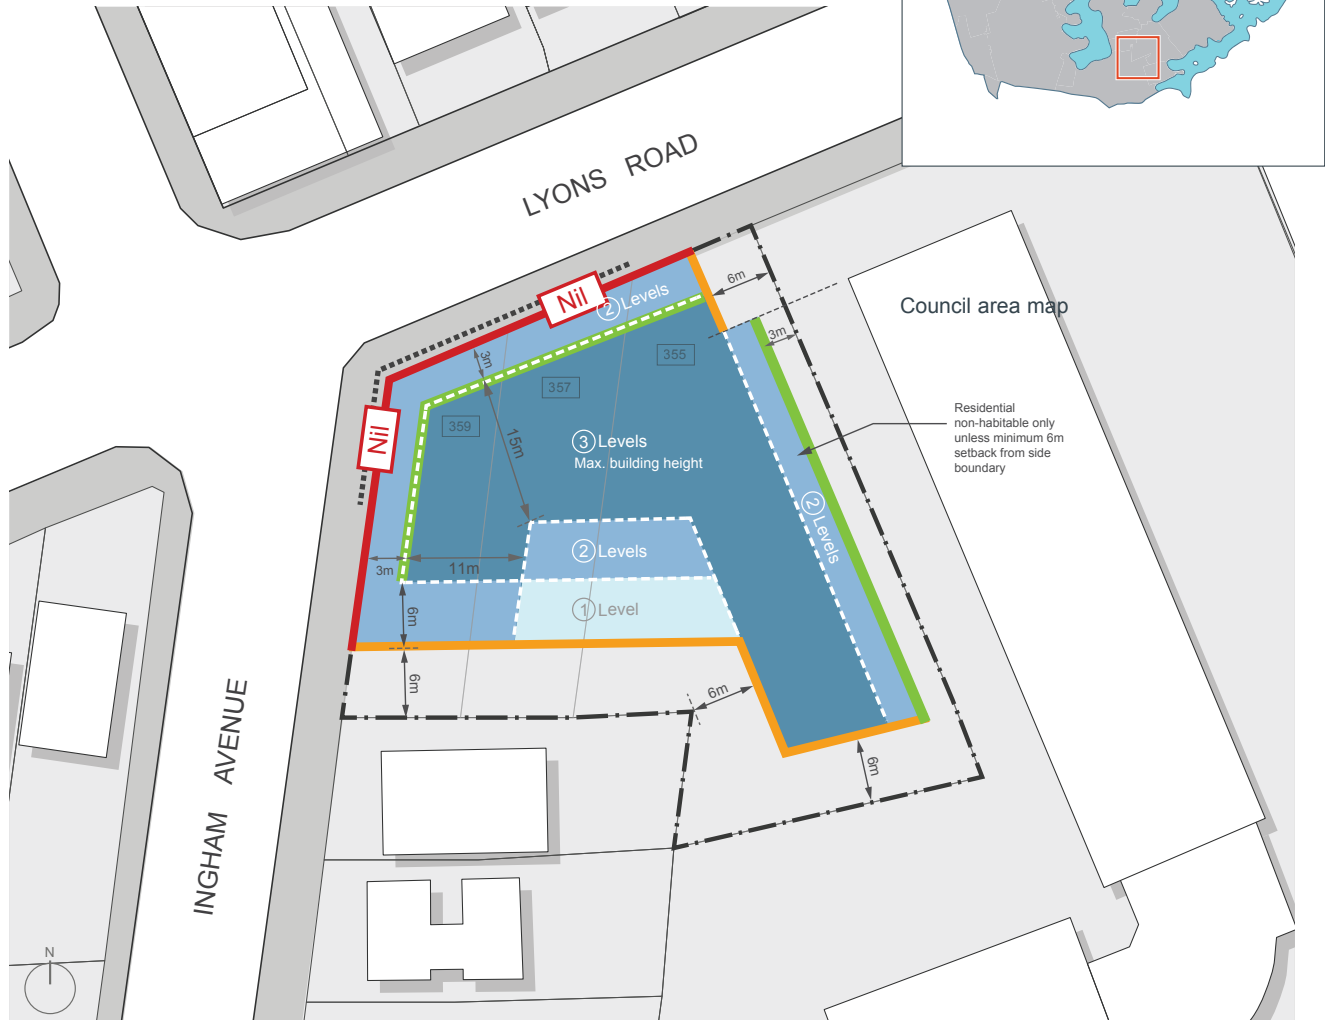 LYONS ROAD
Council area map
6m
Nil
2 Levels
3m
3m
355
357
359
Nil
15m
3 Levels
Max. building height
Residential
non-habitable only
unless minimum 6m
setback from side
boundary
2 Levels
2 Levels
3m
11m
6m
1 Level
6m
6m
6m
INGHAM AVENUE
N